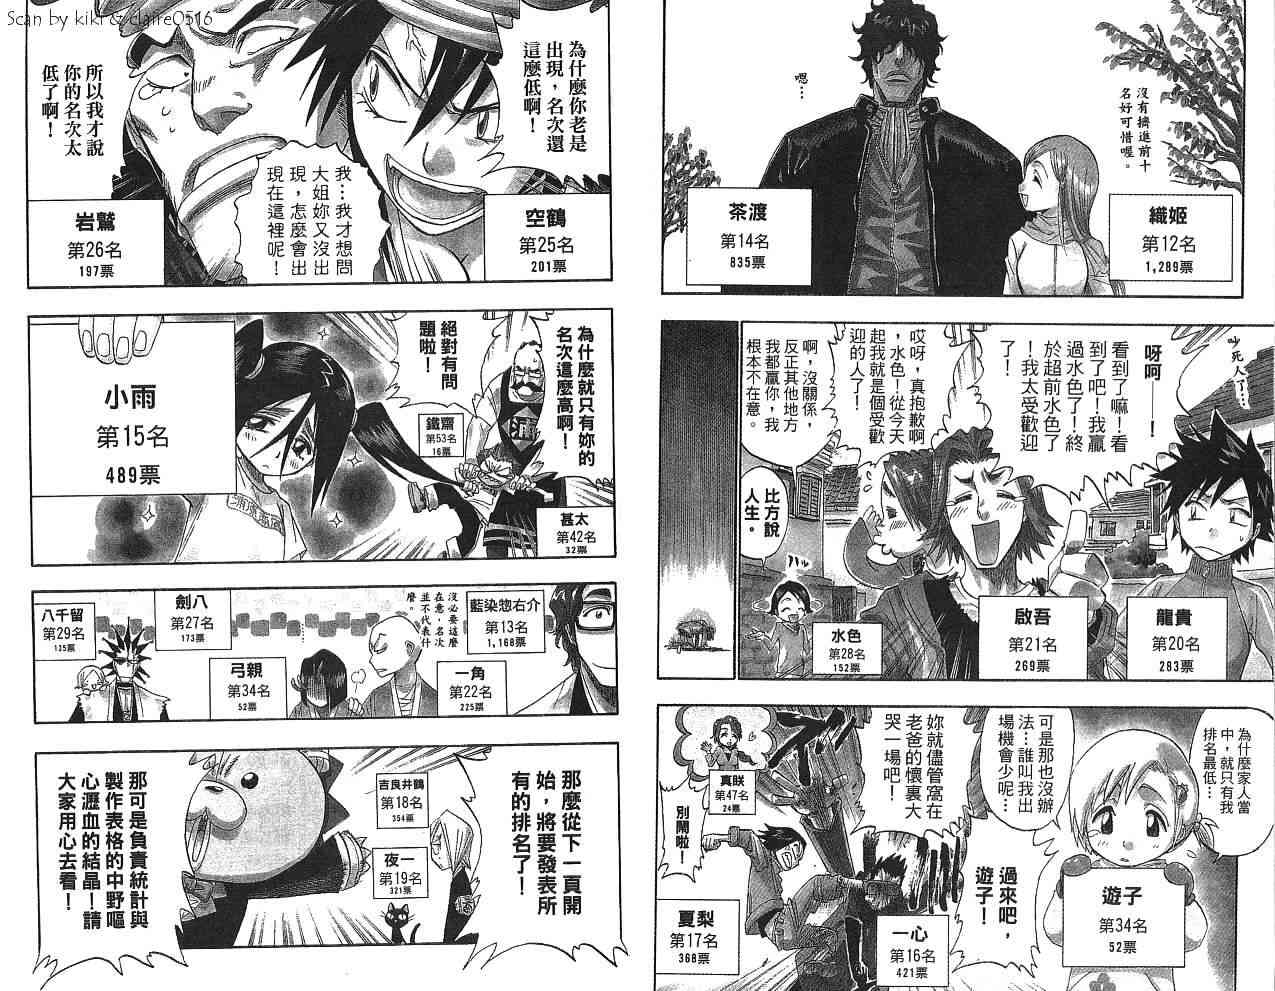 Scan by kiki & claire0516
沒有擠進前十
名好可惜喔。
嗯…
織姬
第12名
1,289票
茶渡
第14名
835票
吵死人了…
呀呵——！
看到了嘛！看
到了吧！我贏
過水色了！終
於超前水色了
！我太受歡迎
了！
哎呀，真抱歉啊
，水色！從今天
起我就是個受歡
迎的人了！
啊，沒關係，
反正其他地方
我都贏你，我
根本不在意。
比方說
人生。
龍貴
第20名
283票
啟吾
第21名
269票
水色
第28名
152票
為什麼家人當
中，就只有我
排名最低…
可是那也沒辦
法…誰叫我出
場機會少呢…
妳就儘管窩在
老爸的懷裏大
哭一場吧！
過來吧，
遊子！
別鬧啦！
遊子
第34名
52票
真咲
第47名
24票
一心
第16名
421票
夏梨
第17名
368票
為什麼你老是
出現，名次還
這麼低啊！
我…我才想問
大姐妳又沒出
現，怎麼會出
現在這裡呢！
所以我才說
你的名次太
低了啊！
空鶴
第25名
201票
岩鷲
第26名
197票
為什麼就只有妳的
名次這麼高啊！
絕對有問
題啦！
小雨
第15名
489票
鐵齋
第53名
16票
甚太
第42名
32票
藍染惣右介
第13名
1,168票
沒必要這麼
在意，名次
並不代表什
麼。
一角
第22名
225票
弓親
第34名
52票
劍八
第27名
173票
八千留
第29名
135票
那麼從下一頁開
始，將要發表所
有的排名了！
吉良井鶴
第18名
354票
夜一
第19名
321票
那可是負責統計與
製作表格的中野嘔
心瀝血的結晶！請
大家用心去看！